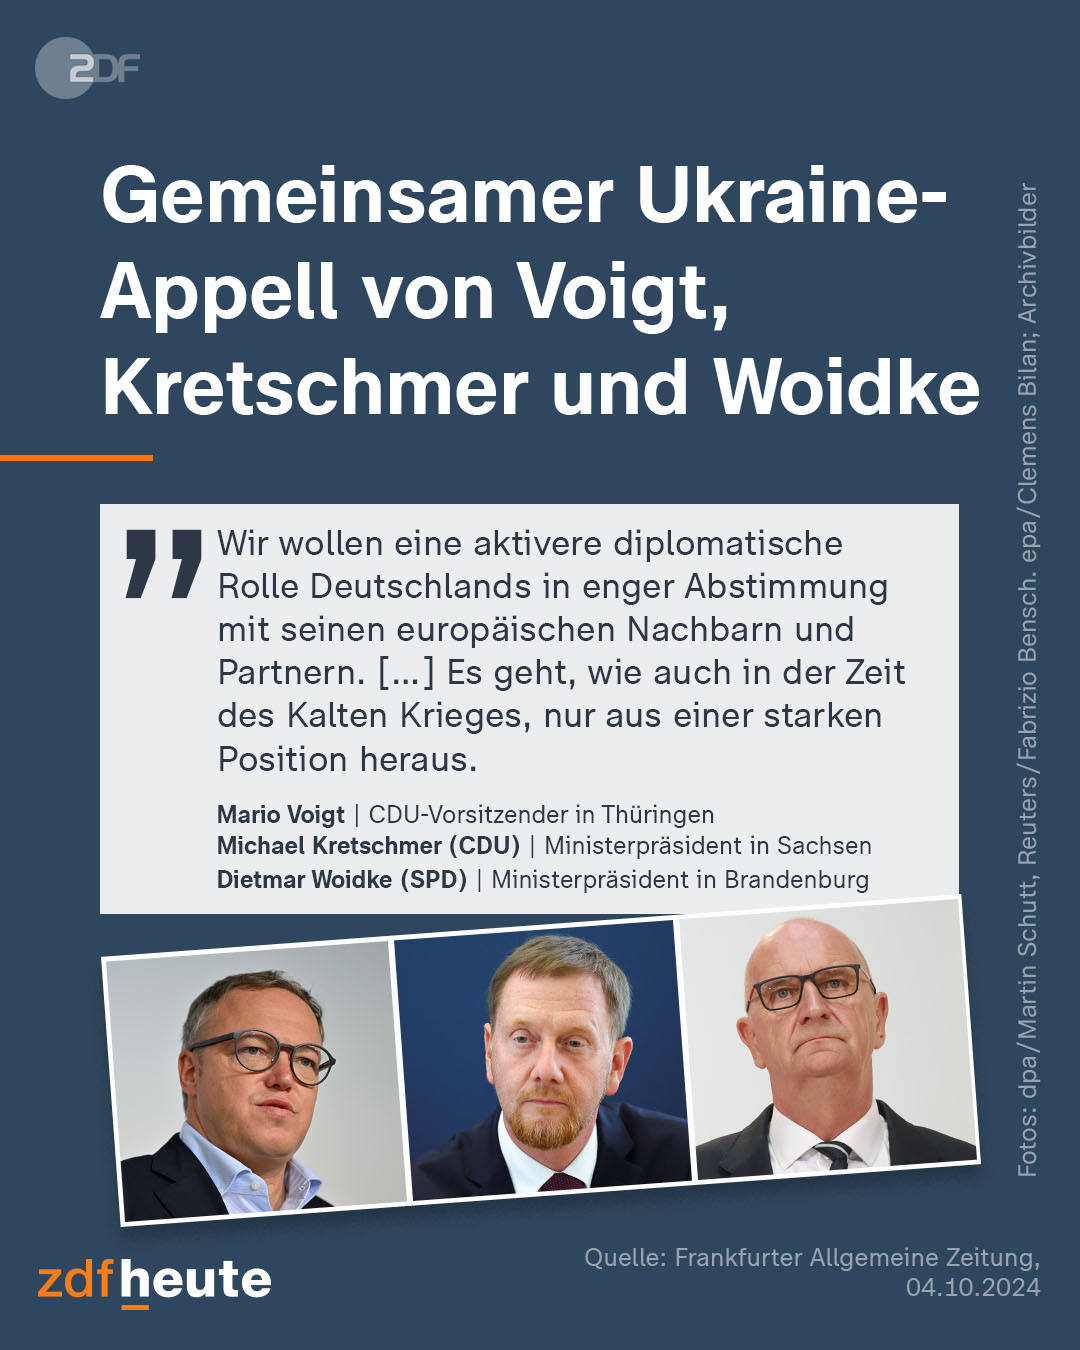 ZDF
Gemeinsamer Ukraine-
Appell von Voigt,
Kretschmer und Woidke
" Wir wollen eine aktivere diplomatische
Rolle Deutschlands in enger Abstimmung
mit seinen europäischen Nachbarn und
Partnern. [...] Es geht, wie auch in der Zeit
des Kalten Krieges, nur aus einer starken
Position heraus.
Mario Voigt | CDU-Vorsitzender in Thüringen
Michael Kretschmer (CDU) | Ministerpräsident in Sachsen
Dietmar Woidke (SPD) | Ministerpräsident in Brandenburg
Fotos: dpa/Martin Schutt, Reuters/Fabrizio Bensch. epa/Clemens Bilan; Archivbilder
zdfheute
Quelle: Frankfurter Allgemeine Zeitung,
04.10.2024